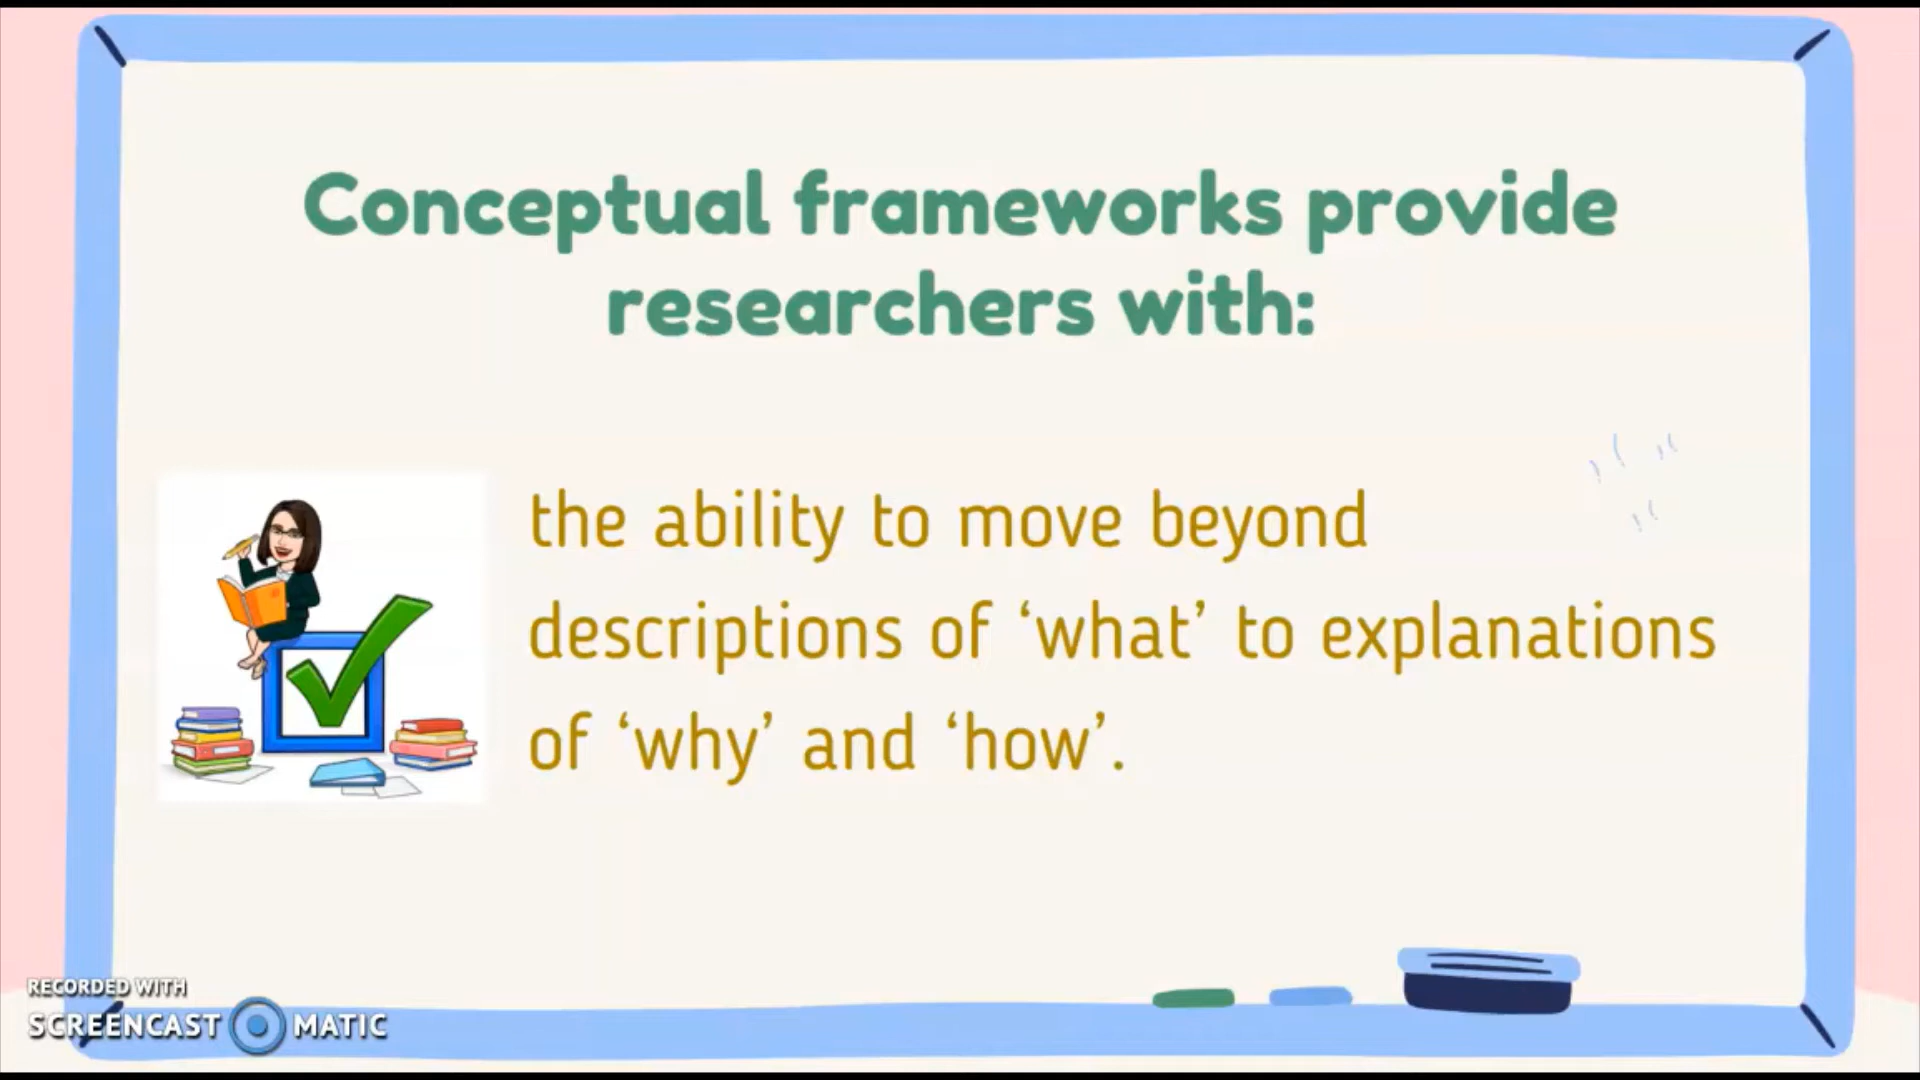 Conceptual frameworks provide
researchers with:
the ability to move beyond
descriptions of ‘what’ to explanations
of ‘why’ and ‘how’.
RECORDED WITH
SCREENCAST MATIC